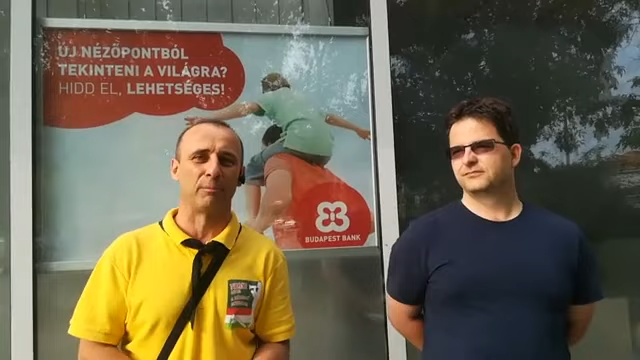 ÚJ NÉZŐPONTBÓL
TEKINTENI A VILÁGRA?
HIDD EL, LEHETSÉGES!
BUDAPEST BANK